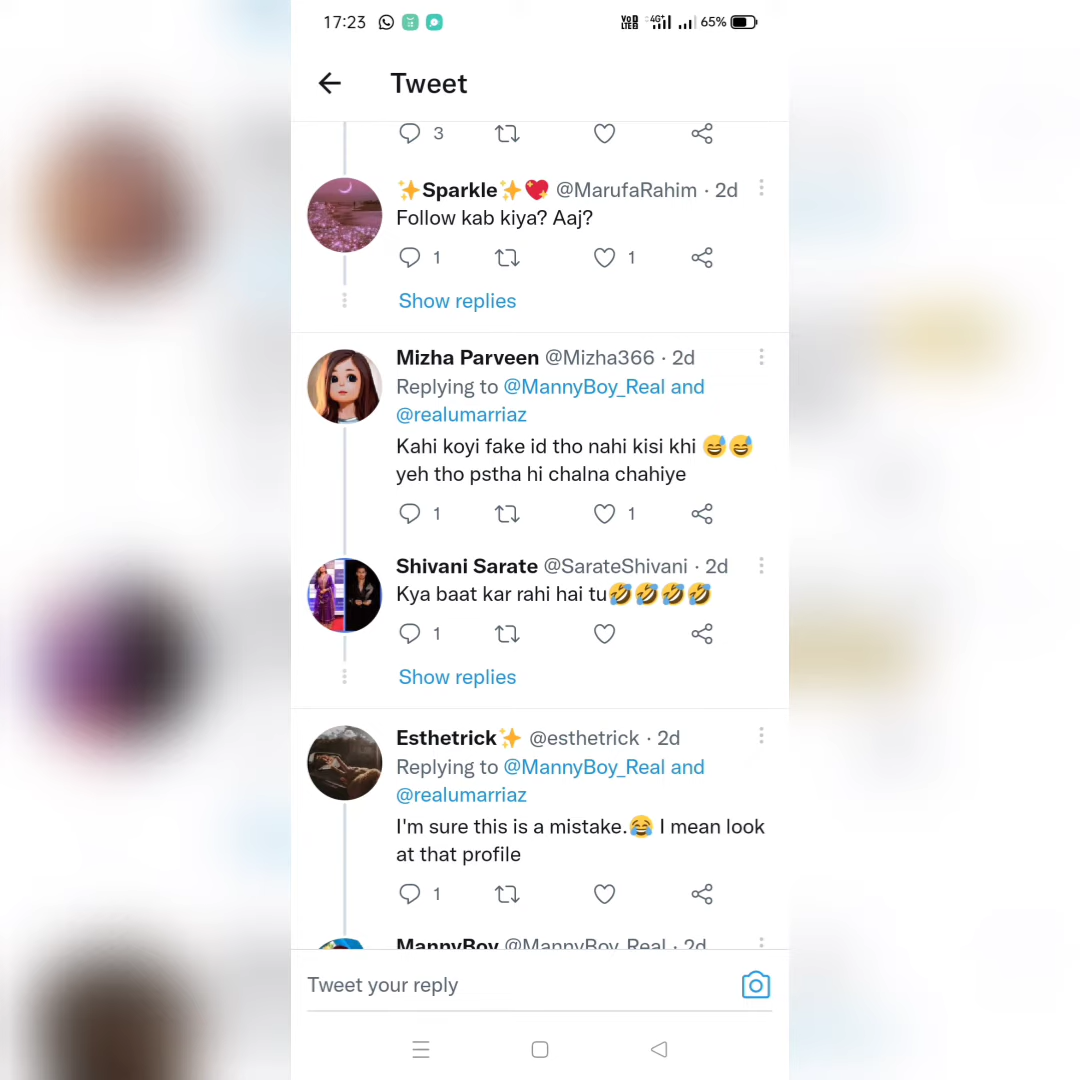 17:23 VoD LTEB 4G+ 65%
Tweet
3
✨Sparkle✨💖 @MarufaRahim · 2d
Follow kab kiya? Aaj?
1 1
Show replies
Mizha Parveen @Mizha366 · 2d
Replying to @MannyBoy_Real and
@realumarriaz
Kahi koyi fake id tho nahi kisi khi 😅😅
yeh tho pstha hi chalna chahiye
1 1
Shivani Sarate @SarateShivani · 2d
Kya baat kar rahi hai tu🤣🤣🤣🤣
1
Show replies
Esthetrick✨ @esthetrick · 2d
Replying to @MannyBoy_Real and
@realumarriaz
I'm sure this is a mistake.😂 I mean look
at that profile
1
MannyBoy @MannyBoy_Real · 2d
Tweet your reply